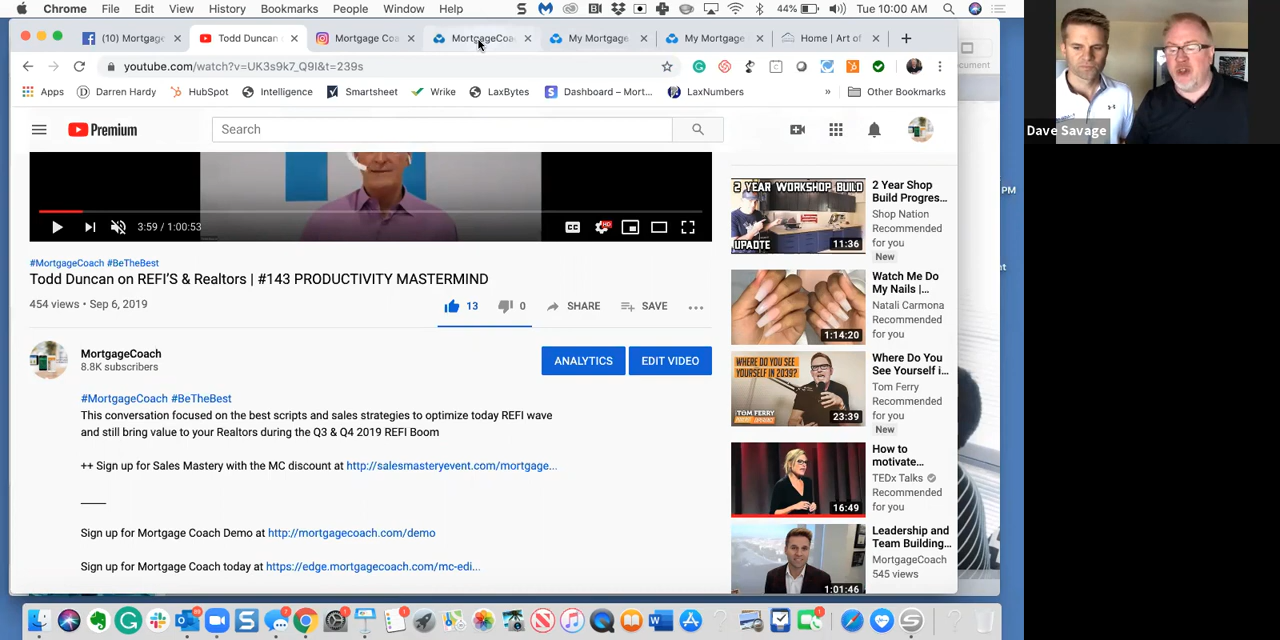 Chrome File Edit View History Bookmarks People Window Help 44% Tue 10:00 AM
(10) Mortgage
Todd Duncan
Mortgage Coa
MortgageCoac
My Mortgage
My Mortgage
Home | Art of
youtube.com/watch?v=UK3s9k7_Q9I&t=239s
Apps Darren Hardy HubSpot Intelligence Smartsheet Wrike LaxBytes Dashboard – Mort... LaxNumbers » Other Bookmarks
Premium
Search
3:59 / 1:00:53
#MortgageCoach #BeTheBest
Todd Duncan on REFI'S & Realtors | #143 PRODUCTIVITY MASTERMIND
454 views • Sep 6, 2019
13 0 SHARE SAVE ...
MortgageCoach
8.8K subscribers
ANALYTICS EDIT VIDEO
#MortgageCoach #BeTheBest
This conversation focused on the best scripts and sales strategies to optimize today REFI wave
and still bring value to your Realtors during the Q3 & Q4 2019 REFI Boom
++ Sign up for Sales Mastery with the MC discount at http://salesmasteryevent.com/mortgage...
Sign up for Mortgage Coach Demo at http://mortgagecoach.com/demo
Sign up for Mortgage Coach today at https://edge.mortgagecoach.com/mc-edi...
2 YEAR WORKSHOP BUILD
UPADTE
11:36
2 Year Shop
Build Progres...
Shop Nation
Recommended
for you
New
1:14:20
Watch Me Do
My Nails |...
Natali Carmona
Recommended
for you
WHERE DO YOU
SEE YOURSELF
IN 2039?
TOM FERRY
23:39
Where Do You
See Yourself i...
Tom Ferry
Recommended
for you
New
16:49
How to
motivate...
TEDx Talks
Recommended
for you
1:01:46
Leadership and
Team Building...
MortgageCoach
545 views
ocument
PM
nt
Dave Savage